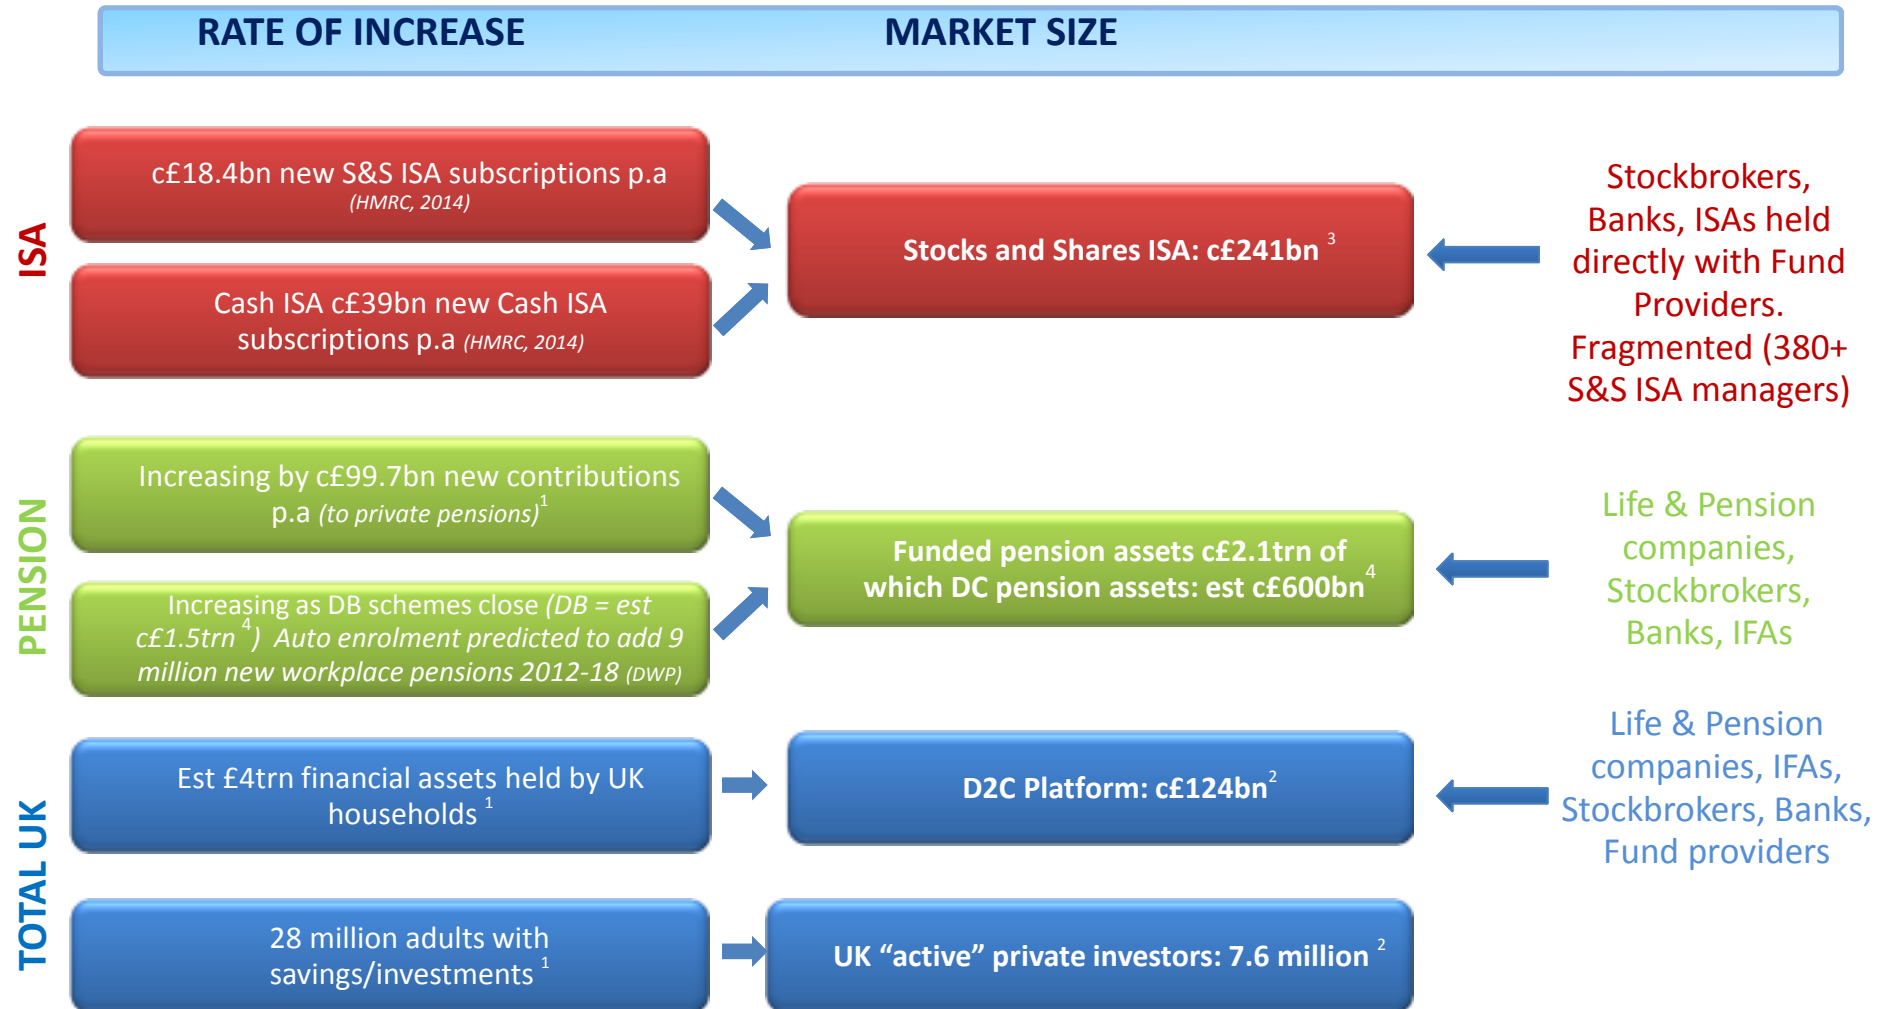 RATE OF INCREASE
MARKET SIZE
ISA
c£18.4bn new S&S ISA subscriptions p.a
(HMRC, 2014)
Cash ISA c£39bn new Cash ISA
subscriptions p.a (HMRC, 2014)
Stocks and Shares ISA: c£241bn 3
Stockbrokers,
Banks, ISAs held
directly with Fund
Providers.
Fragmented (380+
S&S ISA managers)
PENSION
Increasing by c£99.7bn new contributions
p.a (to private pensions)1
Increasing as DB schemes close (DB = est
c£1.5trn 4) Auto enrolment predicted to add 9
million new workplace pensions 2012-18 (DWP)
Funded pension assets c£2.1trn of
which DC pension assets: est c£600bn4
Life & Pension
companies,
Stockbrokers,
Banks, IFAs
TOTAL UK
Est £4trn financial assets held by UK
households 1
D2C Platform: c£124bn2
Life & Pension
companies, IFAs,
Stockbrokers, Banks,
Fund providers
28 million adults with
savings/investments 1
UK “active” private investors: 7.6 million 2